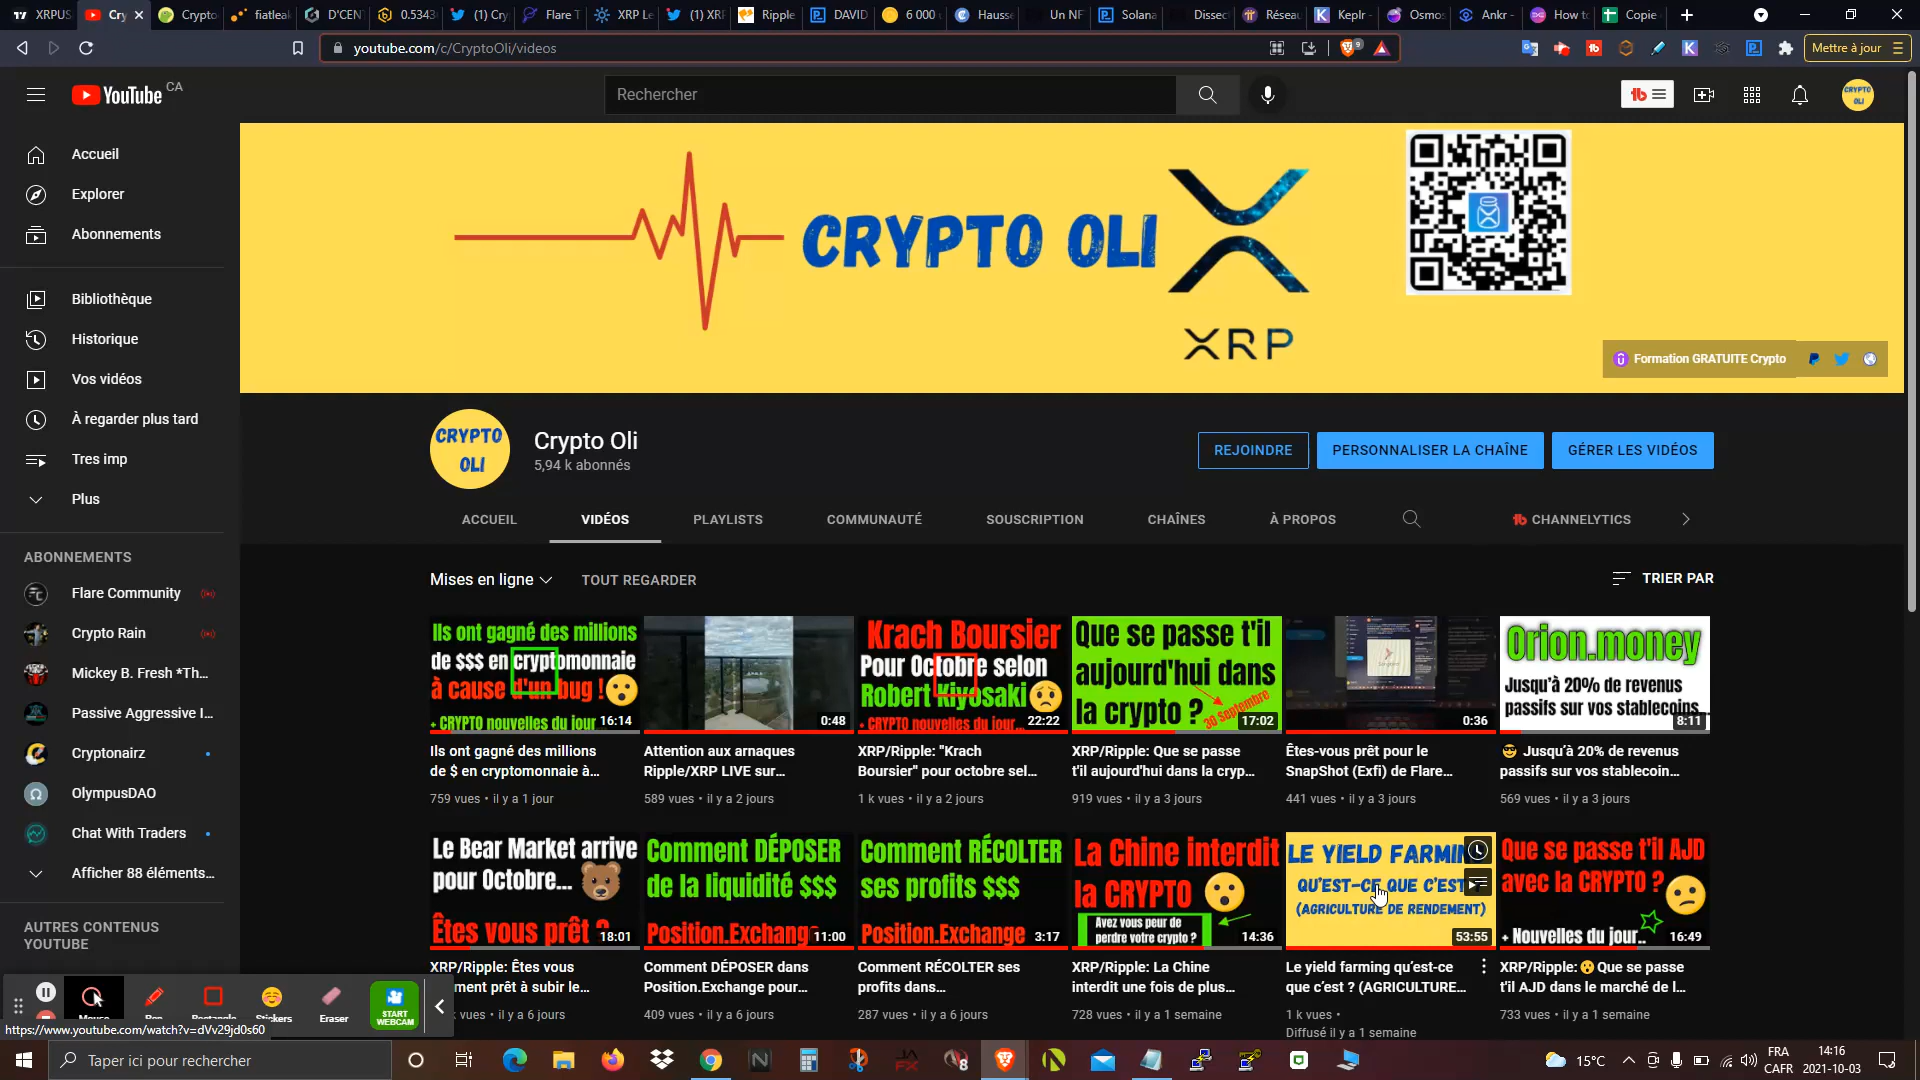 XRPUS
Cry
Crypto
fiatleak
D'CEN
0.5343
(1) Cry
Flare T
XRP Le
(1) XRP
Ripple
DAVID
6 000
Hausse
Un NF
Solana
Dissec
Réseau
Keplr -
Osmos
Ankr -
How to
Copie
youtube.com/c/CryptoOli/videos
Mettre à jour
YouTube CA
Rechercher
CRYPTO OLI
Accueil
Explorer
Abonnements
Bibliothèque
Historique
Vos vidéos
À regarder plus tard
Tres imp
Plus
ABONNEMENTS
Flare Community
Crypto Rain
Mickey B. Fresh *Th...
Passive Aggressive I...
Cryptonairz
OlympusDAO
Chat With Traders
Afficher 88 éléments...
AUTRES CONTENUS
YOUTUBE
CRYPTO OLI
XRP
Formation GRATUITE Crypto
CRYPTO
OLI
Crypto Oli
5,94 k abonnés
REJOINDRE
PERSONNALISER LA CHAÎNE
GÉRER LES VIDÉOS
ACCUEIL
VIDÉOS
PLAYLISTS
COMMUNAUTÉ
SOUSCRIPTION
CHAÎNES
À PROPOS
CHANNELYTICS
Mises en ligne
TOUT REGARDER
TRIER PAR
Ils ont gagné des millions
de $$$ en cryptomonnaie
à cause d'un bug !
+ CRYPTO nouvelles du jour
16:14
Ils ont gagné des millions
de $ en cryptomonnaie à...
759 vues • il y a 1 jour
0:48
Attention aux arnaques
Ripple/XRP LIVE sur...
589 vues • il y a 2 jours
Krach Boursier
Pour Octobre selon
Robert Kiyosaki
+ CRYPTO nouvelles du jour...
22:22
XRP/Ripple: "Krach
Boursier" pour octobre sel...
1 k vues • il y a 2 jours
Que se passe t'il
aujourd'hui dans
la crypto ?
30 septembre
17:02
XRP/Ripple: Que se passe
t'il aujourd'hui dans la cryp...
919 vues • il y a 3 jours
0:36
Êtes-vous prêt pour le
SnapShot (Exfi) de Flare...
441 vues • il y a 3 jours
Orion.money
Jusqu'à 20% de revenus
passifs sur vos stablecoins
8:11
Jusqu'à 20% de revenus
passifs sur vos stablecoin...
569 vues • il y a 3 jours
Le Bear Market arrive
pour Octobre...
Êtes vous prêt ?
18:01
XRP/Ripple: Êtes vous
ment prêt à subir le...
k vues • il y a 6 jours
Comment DÉPOSER
de la liquidité $$$
Position.Exchange
11:00
Comment DÉPOSER dans
Position.Exchange pour...
409 vues • il y a 6 jours
Comment RÉCOLTER
ses profits $$$
Position.Exchange
3:17
Comment RÉCOLTER ses
profits dans...
287 vues • il y a 6 jours
La Chine interdit
la CRYPTO
Avez vous peur de
perdre votre crypto ?
14:36
XRP/Ripple: La Chine
interdit une fois de plus...
728 vues • il y a 1 semaine
LE YIELD FARMIN
QU'EST-CE QUE C'EST
(AGRICULTURE DE RENDEMENT)
53:55
Le yield farming qu'est-ce
que c'est ? (AGRICULTURE...
1 k vues •
Diffusé il y a 1 semaine
Que se passe t'il AJD
avec la CRYPTO ?
+ Nouvelles du jour..
16:49
XRP/Ripple: Que se passe
t'il AJD dans le marché de l...
733 vues • il y a 1 semaine
Mouse
Pen
Rectangle
Stickers
Eraser
START
WEBCAM
https://www.youtube.com/watch?v=dVv29jd0s60
Taper ici pour rechercher
15°C
FRA
CAFR
14:16
2021-10-03